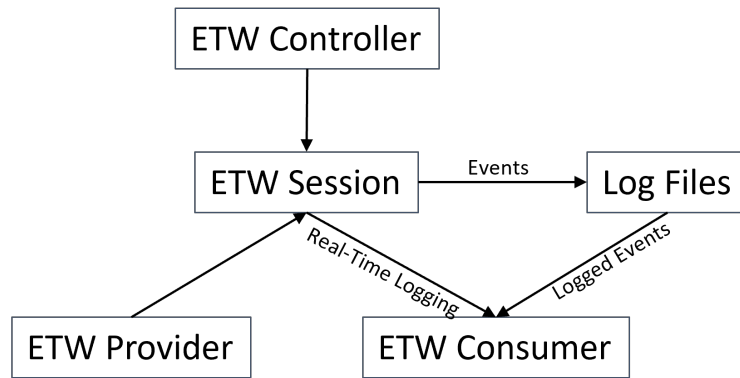 ETW Controller
ETW Session
Events
Log Files
Real-Time Logging
Logged Events
ETW Provider
ETW Consumer